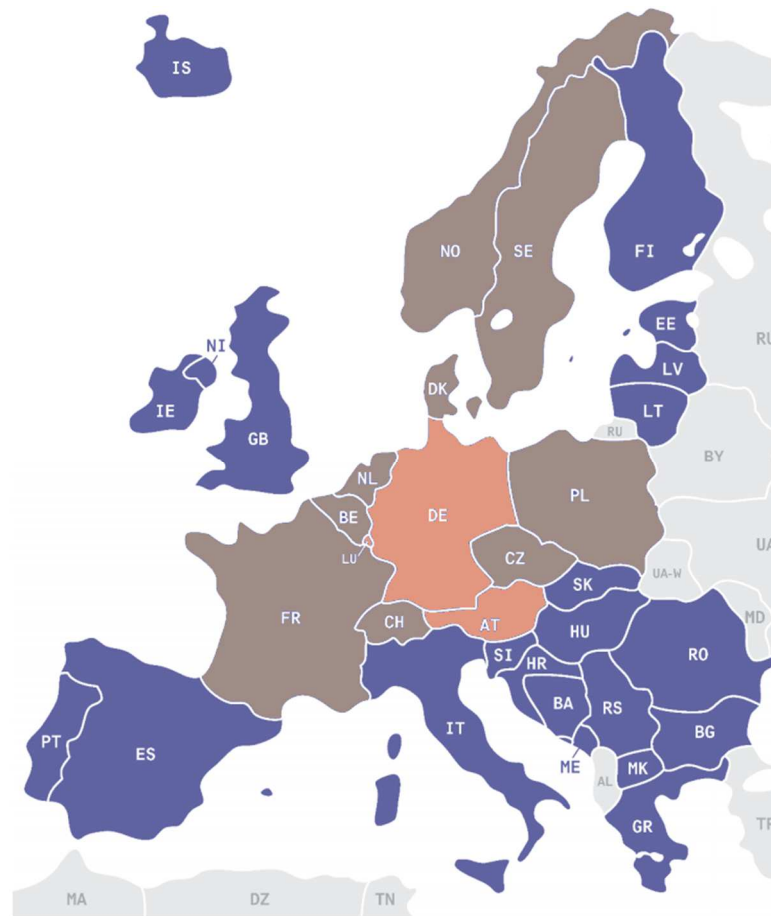 IS
NO
SE
FI
RU
EE
NI
LV
IE
DK
LT
RU
GB
BY
NL
PL
BE
DE
UA
LU
CZ
UA-W
SK
FR
CH
AT
HU
MD
SI
HR
RO
BA
RS
IT
BG
PT
ES
ME
MK
AL
GR
TR
MA
DZ
TN